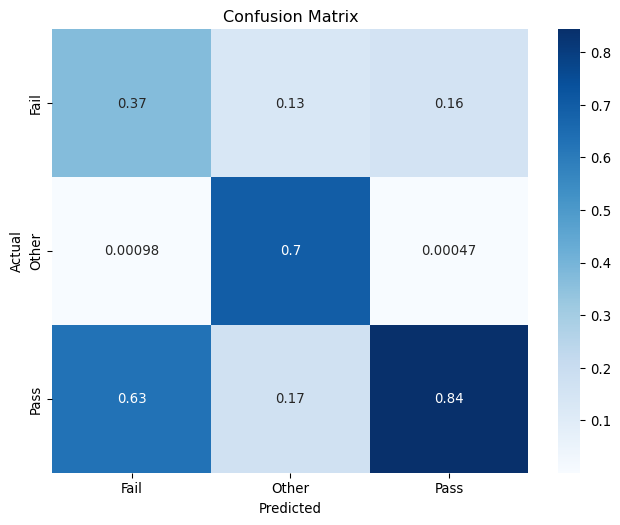 Confusion Matrix
Fail
0.37
0.13
0.16
Actual
Other
0.00098
0.7
0.00047
Pass
0.63
0.17
0.84
Fail
Other
Pass
Predicted
0.8
0.7
0.6
0.5
0.4
0.3
0.2
0.1